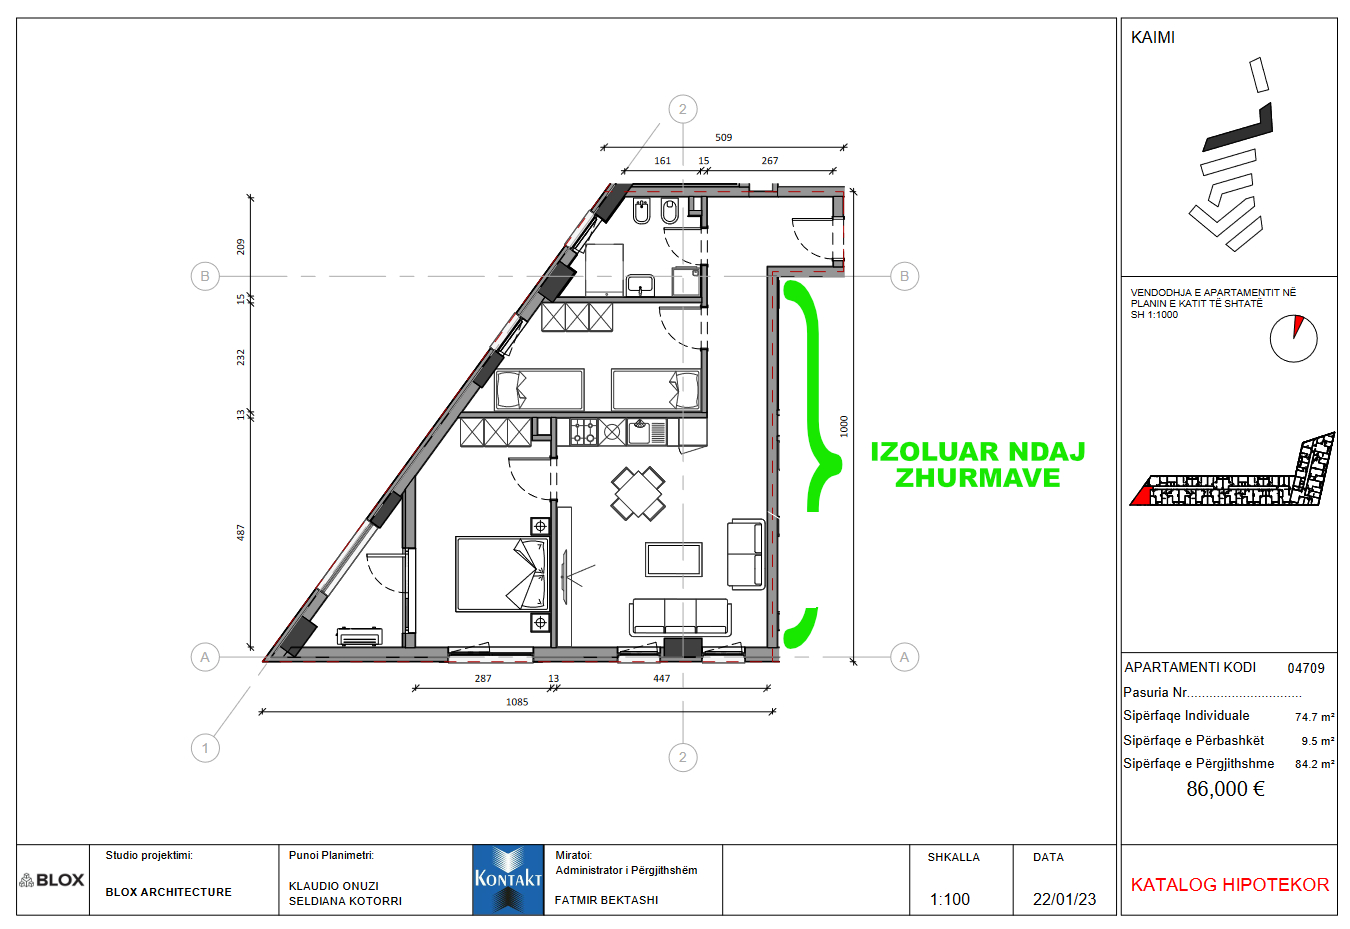 KAIMI
2
509
161
15
267
209
B
B
15
VENDODHJA E APARTAMENTIT NË
PLANIN E KATIT TË SHTATË
SH 1:1000
232
13
1000
IZOLUAR NDAJ
ZHURMAVE
487
A
A
287
13
447
1085
1
2
APARTAMENTI KODI 04709
Pasuria Nr...............................
Sipërfaqe Individuale 74.7 m²
Sipërfaqe e Përbashkët 9.5 m²
Sipërfaqe e Përgjithshme 84.2 m²
86,000 €
BLOX
Studio projektimi:
BLOX ARCHITECTURE
Punoi Planimetri:
KLAUDIO ONUZI
SELDIANA KOTORRI
KONTAKT
Miratoi:
Administrator i Përgjithshëm
FATMIR BEKTASHI
SHKALLA
1:100
DATA
22/01/23
KATALOG HIPOTEKOR